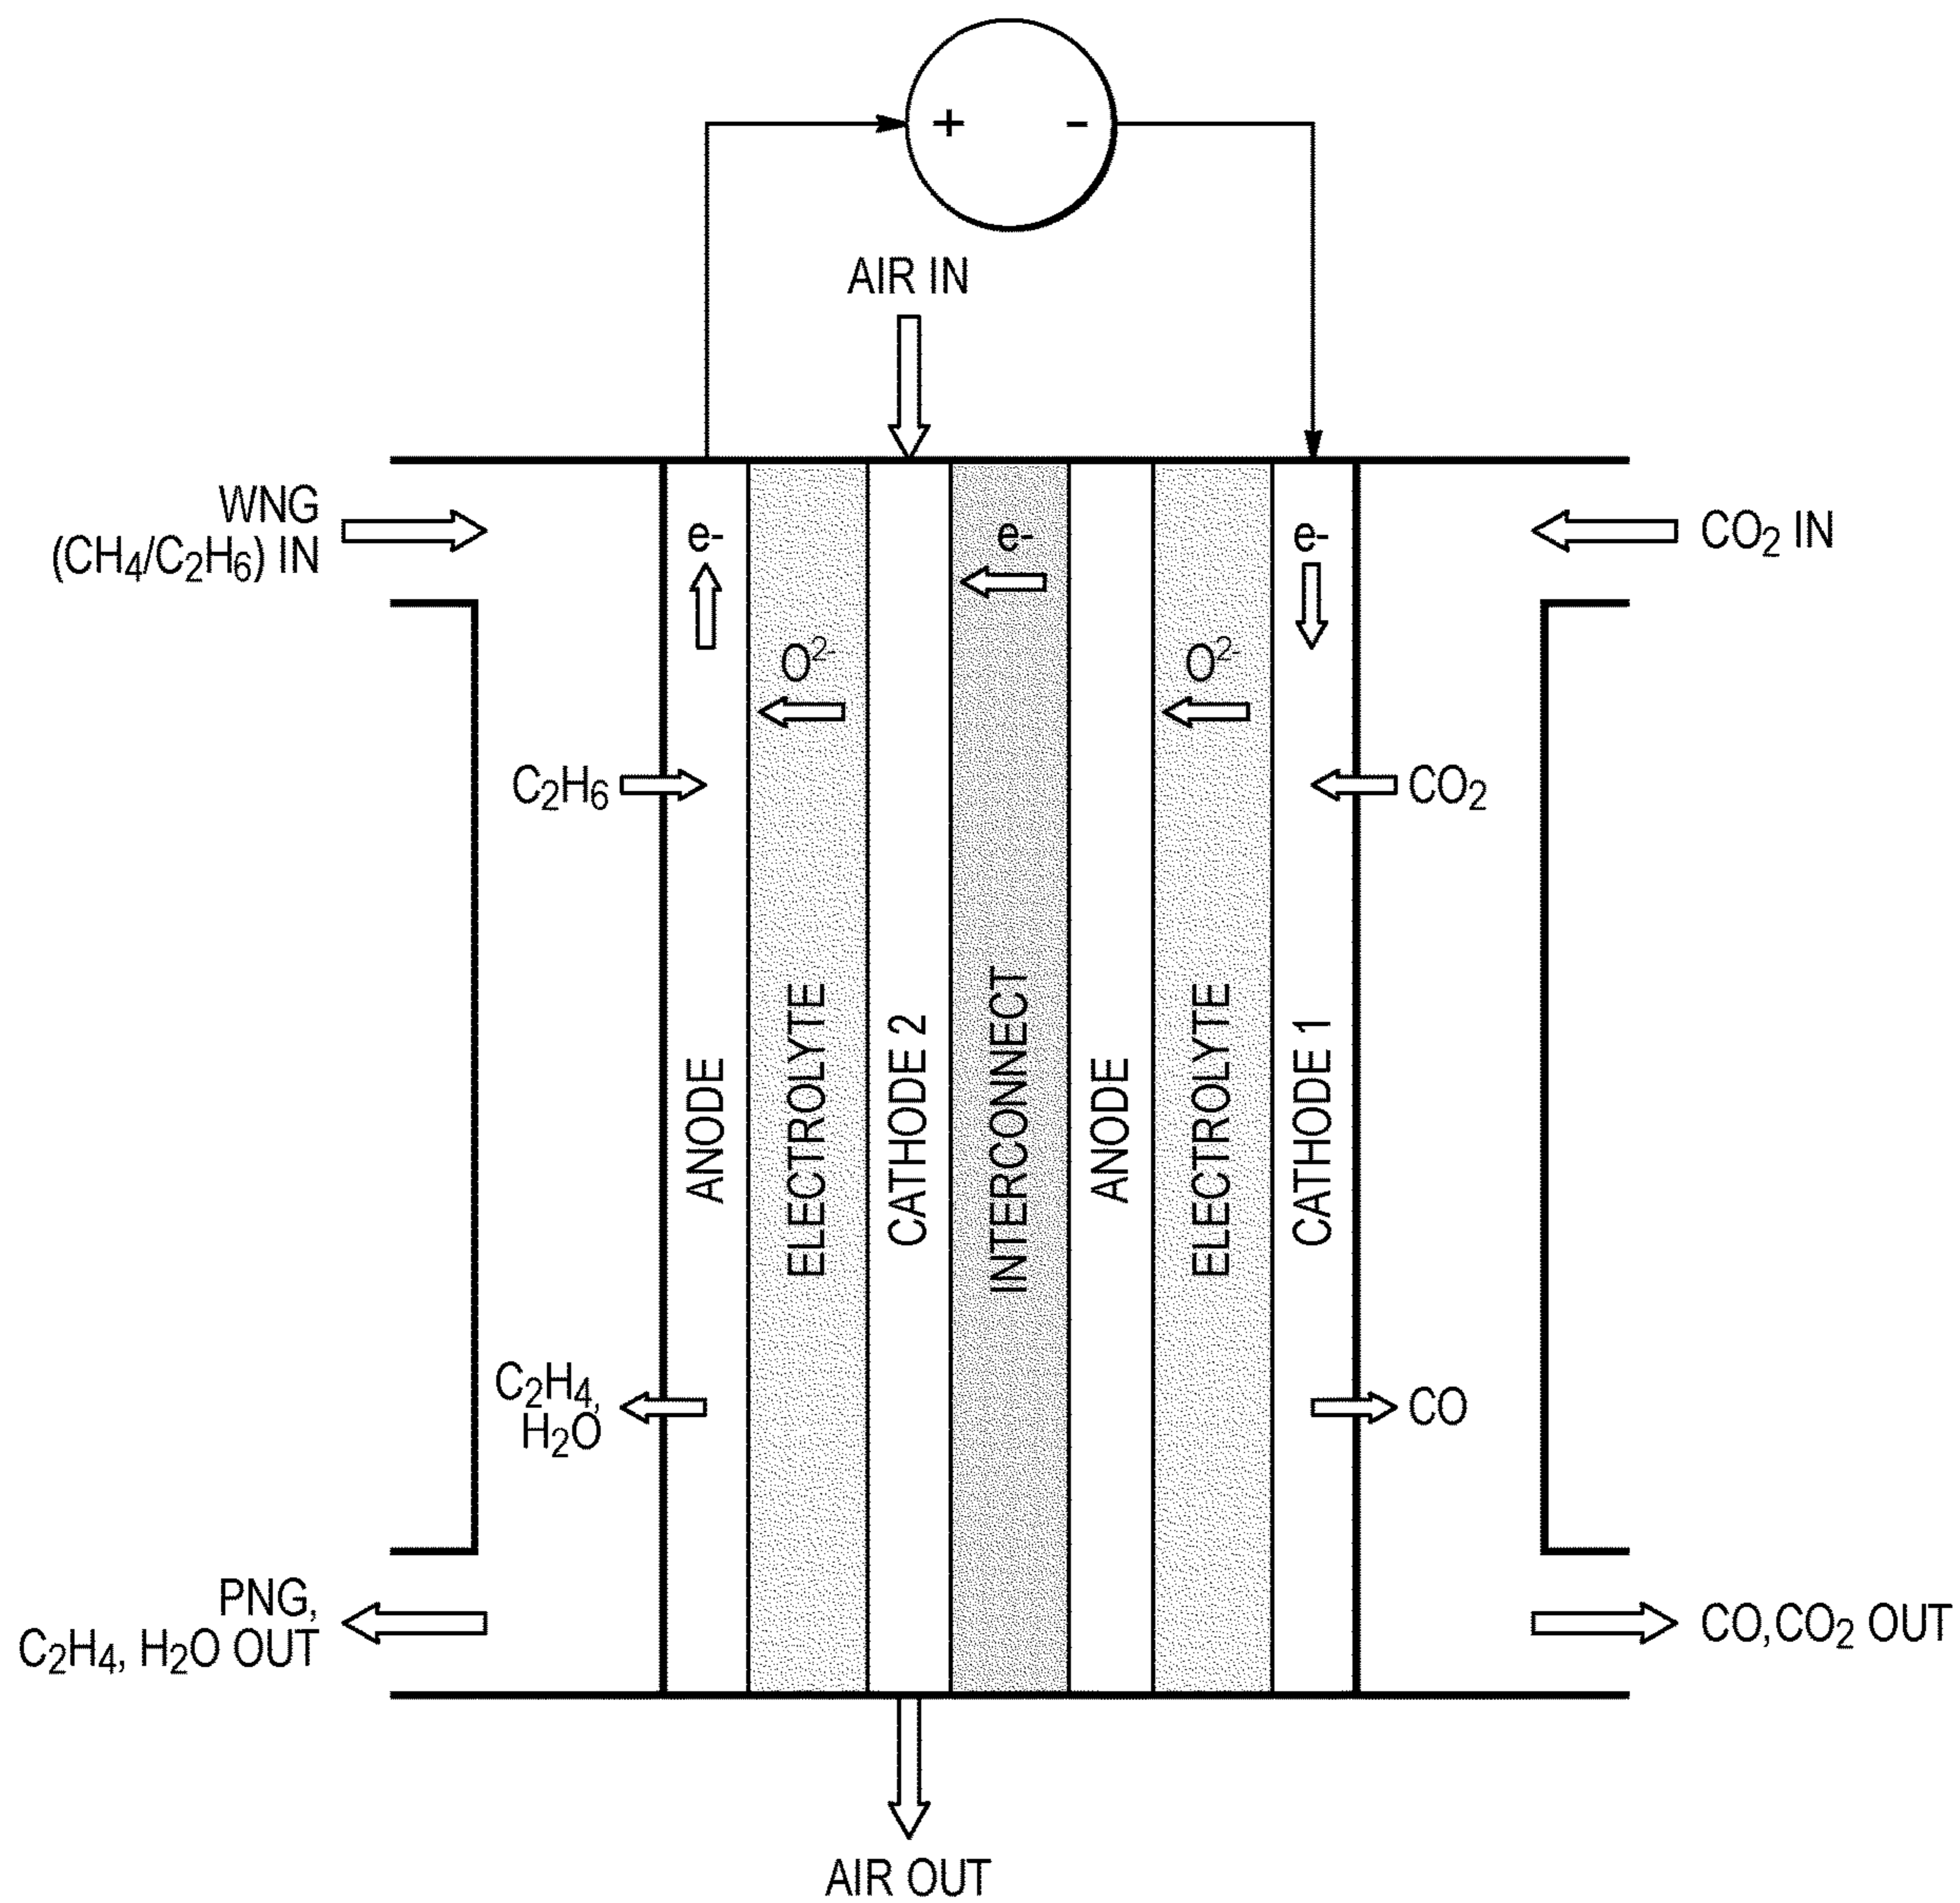 + -
AIR IN
WNG
(CH₄/C₂H₆) IN
e-
e-
e-
CO₂ IN
O²⁻
O²⁻
C₂H₆
CO₂
ANODE
ELECTROLYTE
CATHODE 2
INTERCONNECT
ANODE
ELECTROLYTE
CATHODE 1
C₂H₄,
H₂O
CO
PNG,
C₂H₄, H₂O OUT
CO,CO₂ OUT
AIR OUT